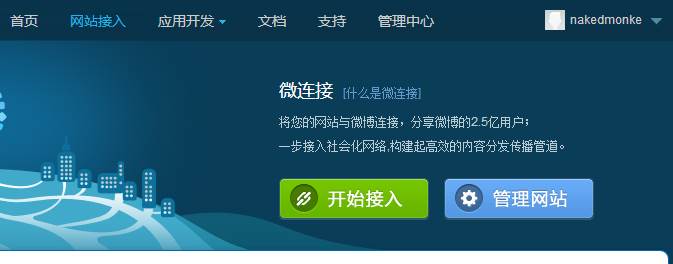 首页 网站接入 应用开发 文档 支持 管理中心 nakedmonke
微连接 [什么是微连接]
将您的网站与微博连接，分享微博的2.5亿用户；
一步接入社会化网络,构建起高效的内容分发传播管道。
开始接入 管理网站